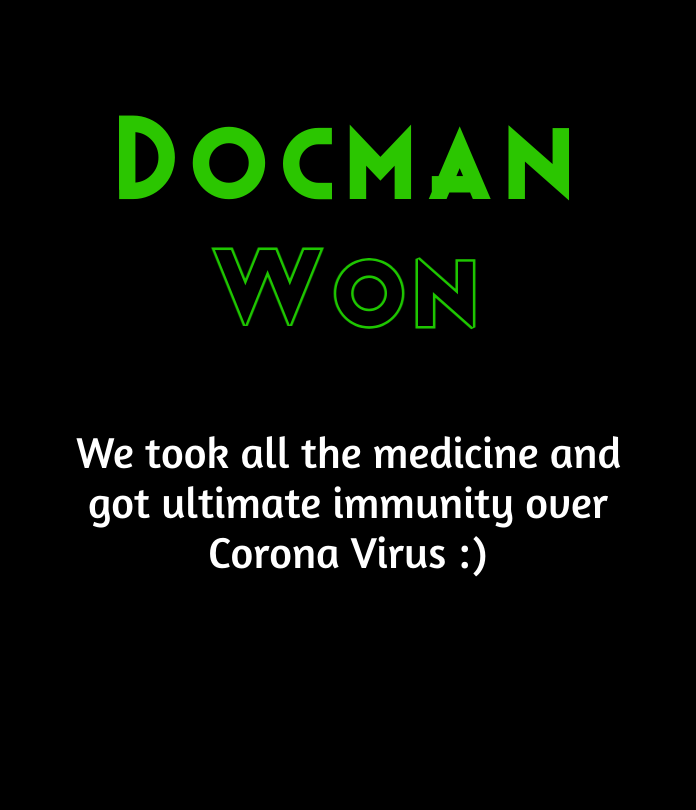 Docman
Won
We took all the medicine and
got ultimate immunity over
Corona Virus :)